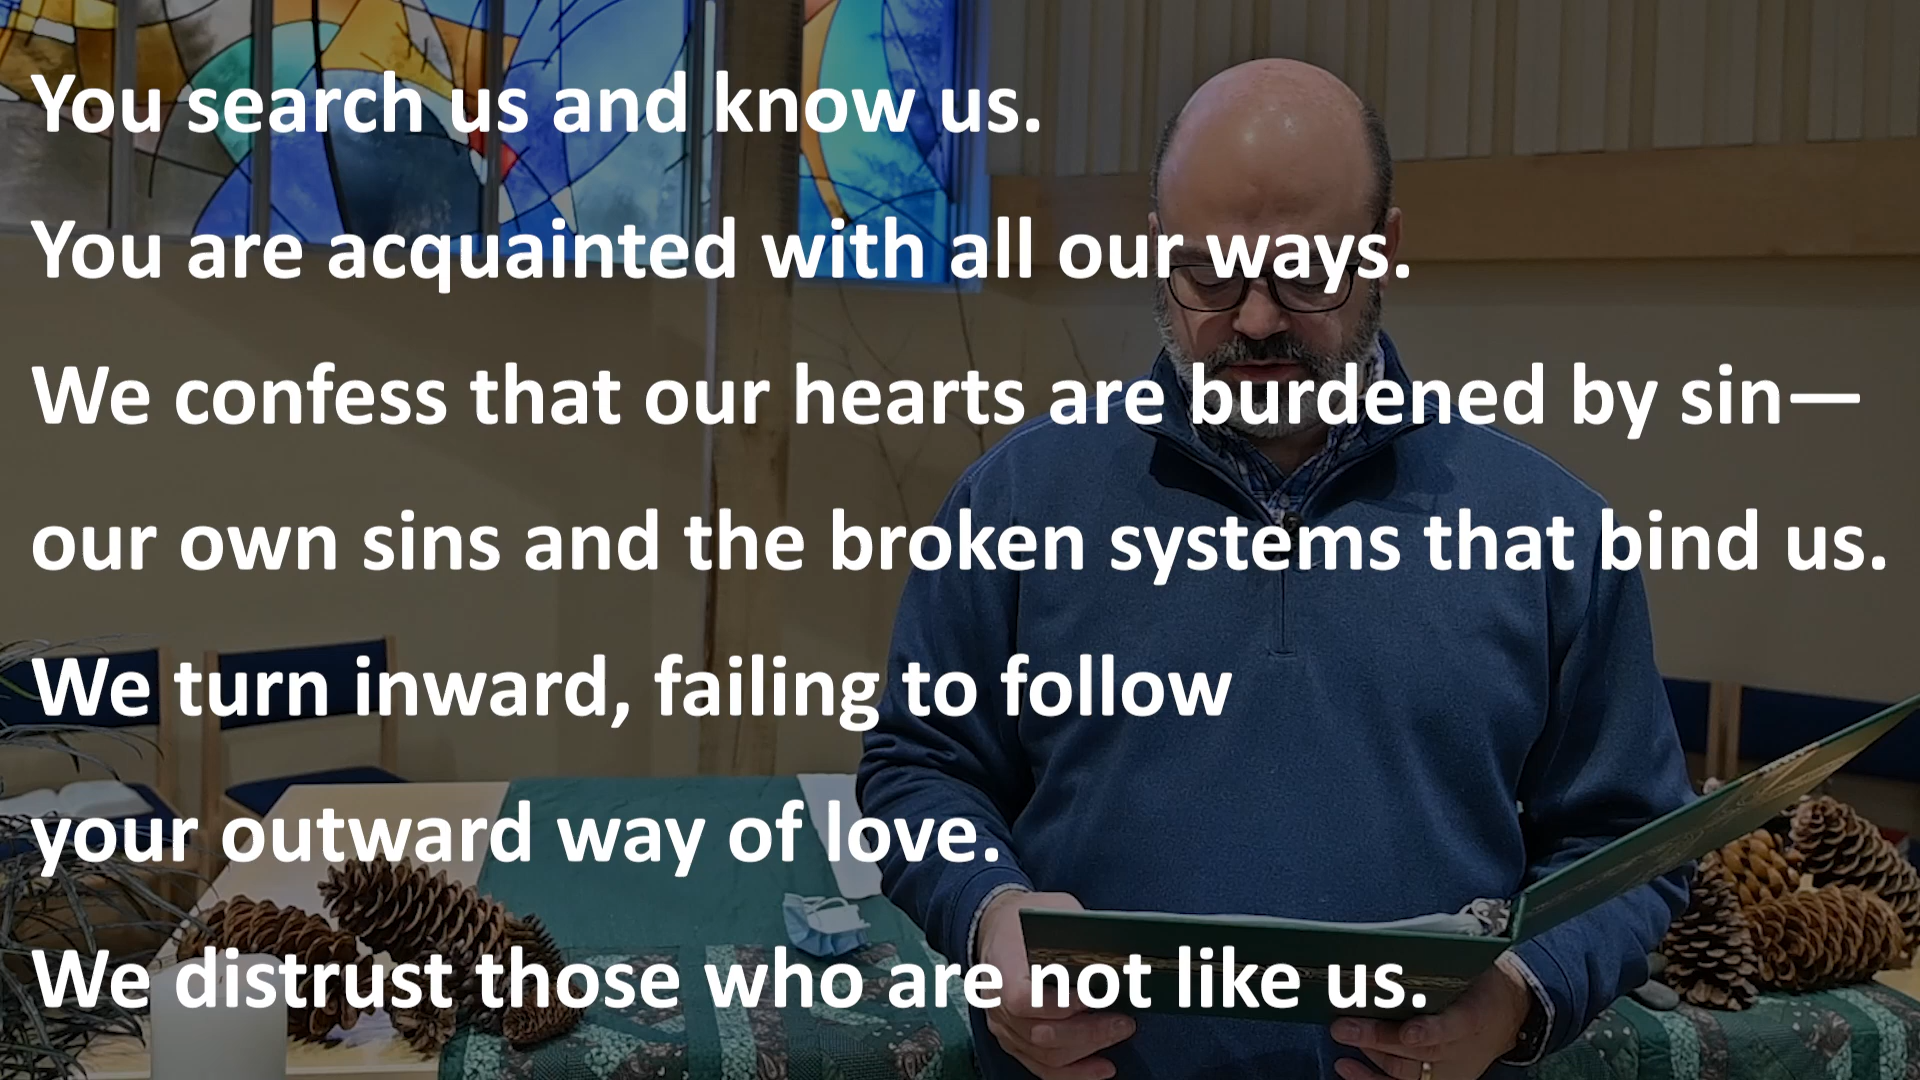 You search us and know us.
You are acquainted with all our ways.
We confess that our hearts are burdened by sin—
our own sins and the broken systems that bind us.
We turn inward, failing to follow
your outward way of love.
We distrust those who are not like us.